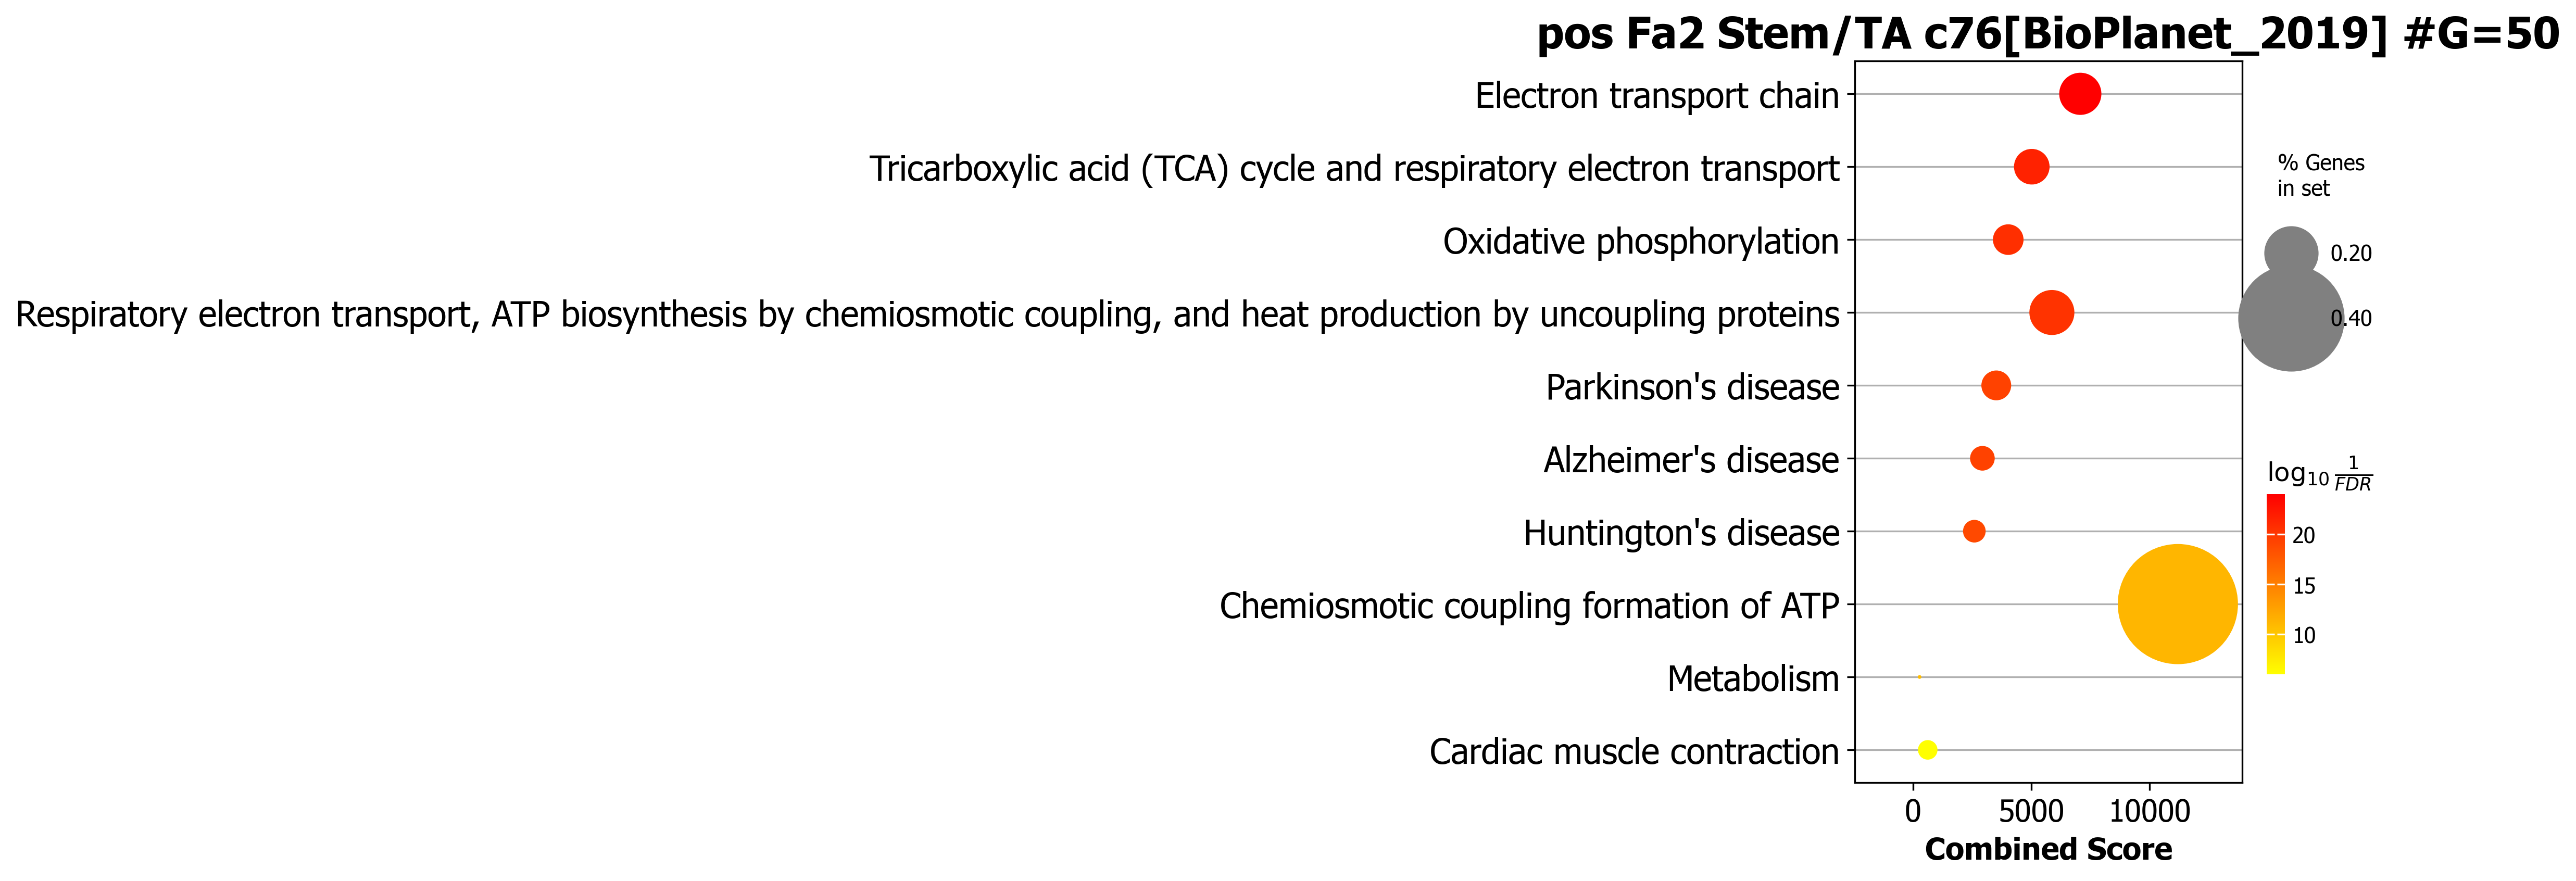 pos Fa2 Stem/TA c76[BioPlanet_2019] #G=50
Electron transport chain
Tricarboxylic acid (TCA) cycle and respiratory electron transport
Oxidative phosphorylation
Respiratory electron transport, ATP biosynthesis by chemiosmotic coupling, and heat production by uncoupling proteins
Parkinson's disease
Alzheimer's disease
Huntington's disease
Chemiosmotic coupling formation of ATP
Metabolism
Cardiac muscle contraction
0 5000 10000
Combined Score
% Genes
in set
0.20
0.40
log₁₀ 1/FDR
20
15
10